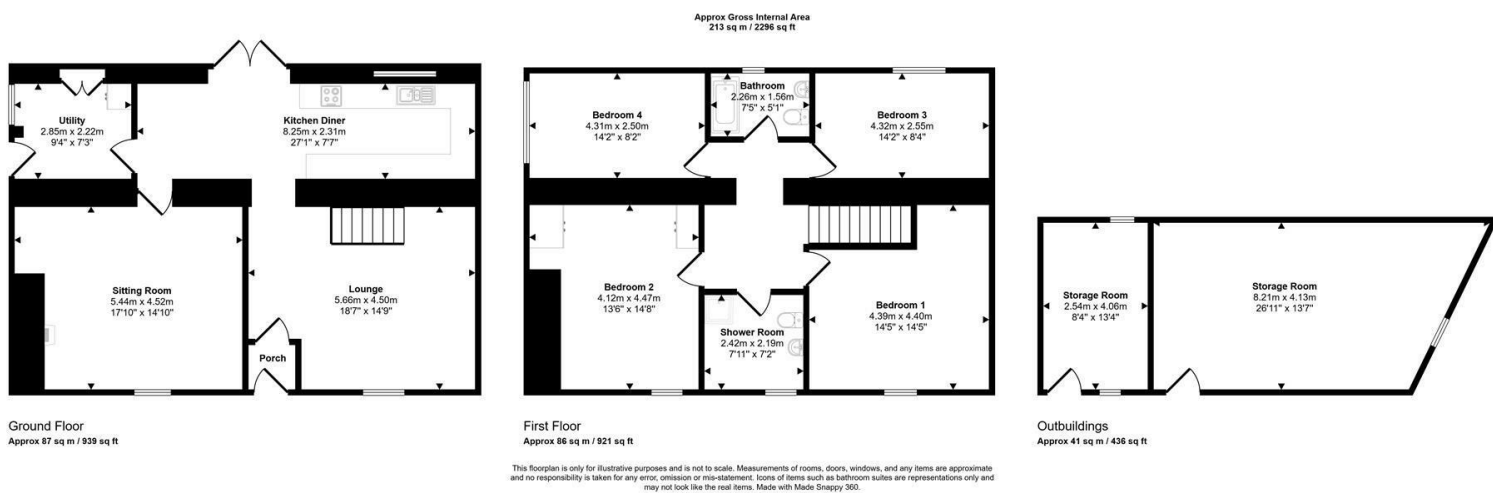 Approx Gross Internal Area
213 sq m / 2296 sq ft
Utility
2.85m x 2.22m
9'4" x 7'3"
Kitchen Diner
8.25m x 2.31m
27'1" x 7'7"
Sitting Room
5.44m x 4.52m
17'10" x 14'10"
Lounge
5.66m x 4.50m
18'7" x 14'9"
Porch
Ground Floor
Approx 87 sq m / 939 sq ft
Bedroom 4
4.31m x 2.50m
14'2" x 8'2"
Bathroom
2.26m x 1.56m
7'5" x 5'1"
Bedroom 3
4.32m x 2.55m
14'2" x 8'4"
Bedroom 2
4.12m x 4.47m
13'6" x 14'8"
Shower Room
2.42m x 2.19m
7'11" x 7'2"
Bedroom 1
4.39m x 4.40m
14'5" x 14'5"
First Floor
Approx 86 sq m / 921 sq ft
Storage Room
2.54m x 4.06m
8'4" x 13'4"
Storage Room
8.21m x 4.13m
26'11" x 13'7"
Outbuildings
Approx 41 sq m / 436 sq ft
This floorplan is only for illustrative purposes and is not to scale. Measurements of rooms, doors, windows, and any items are approximate
and no responsibility is taken for any error, omission or mis-statement. Icons of items such as bathroom suites are representations only and
may not look like the real items. Made with Made Snappy 360.